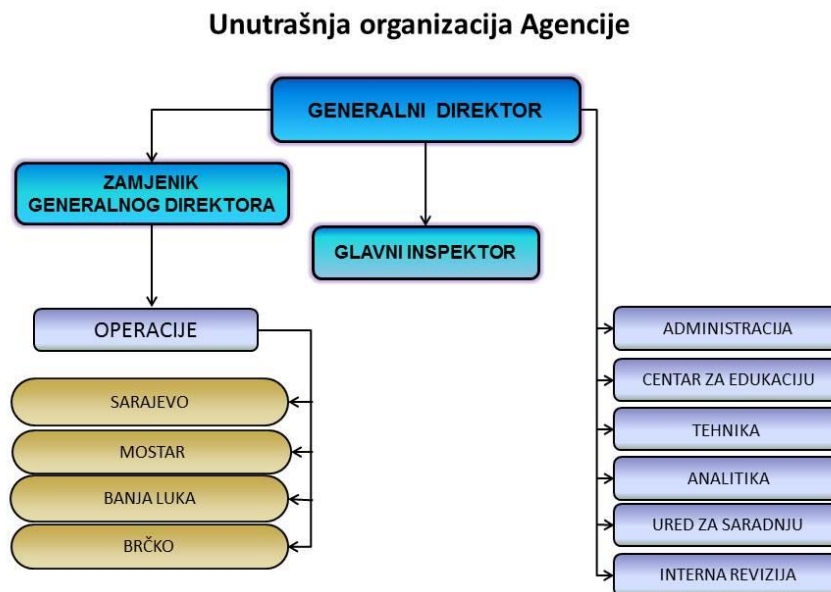 Unutrašnja organizacija Agencije
GENERALNI DIREKTOR
ZAMJENIK
GENERALNOG DIREKTORA
GLAVNI INSPEKTOR
OPERACIJE
SARAJEVO
MOSTAR
BANJA LUKA
BRČKO
ADMINISTRACIJA
CENTAR ZA EDUKACIJU
TEHNIKA
ANALITIKA
URED ZA SARADNJU
INTERNA REVIZIJA